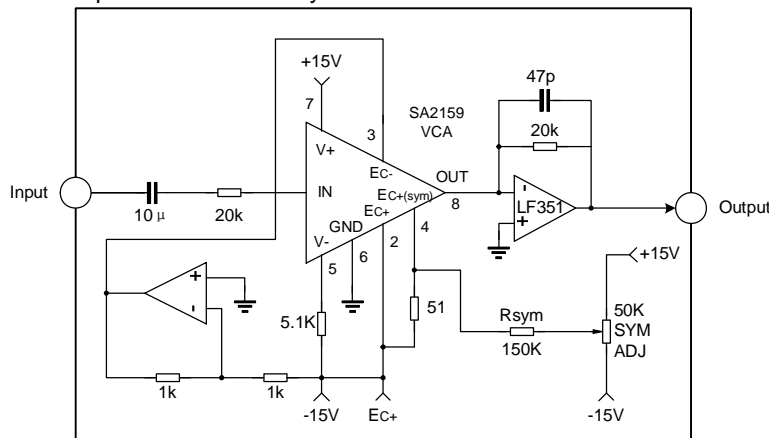 +15V
7
3
SA2159
VCA
47p
20k
V+
EC-
OUT
Input
IN
EC+(sym)
8
LF351
Output
10 μ
20k
GND
EC+
V-
2
4
5
6
+15V
5.1K
51
Rsym
150K
50K
SYM
ADJ
1k
1k
-15V
EC+
-15V